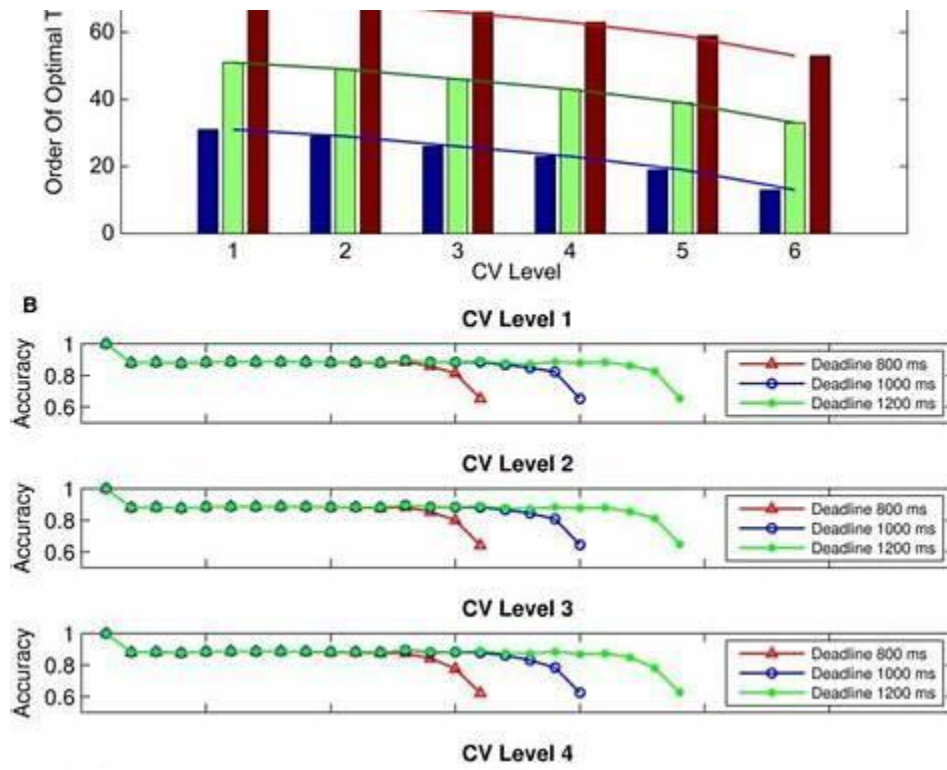 Order Of Optimal T
60
40
20
0
1 2 3 4 5 6
CV Level
B
CV Level 1
Accuracy
1
0.8
0.6
Deadline 800 ms
Deadline 1000 ms
Deadline 1200 ms
CV Level 2
Accuracy
1
0.8
0.6
Deadline 800 ms
Deadline 1000 ms
Deadline 1200 ms
CV Level 3
Accuracy
1
0.8
0.6
Deadline 800 ms
Deadline 1000 ms
Deadline 1200 ms
CV Level 4